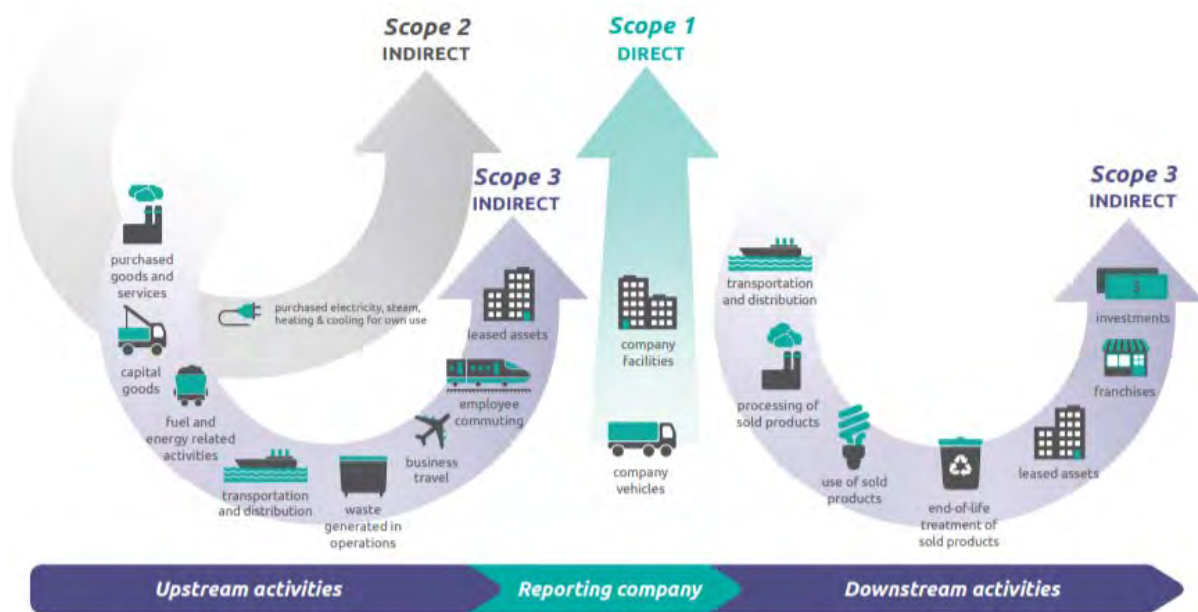 Scope 2
INDIRECT
Scope 1
DIRECT
Scope 3
INDIRECT
Scope 3
INDIRECT
purchased
goods and
services
capital
goods
fuel and
energy related
activities
purchased electricity, steam,
heating & cooling for own use
transportation
and distribution
waste
generated in
operations
business
travel
employee
commuting
leased assets
company
facilities
company
vehicles
transportation
and distribution
processing of
sold products
use of sold
products
end-of-life
treatment of
sold products
leased assets
franchises
investments
Upstream activities
Reporting company
Downstream activities